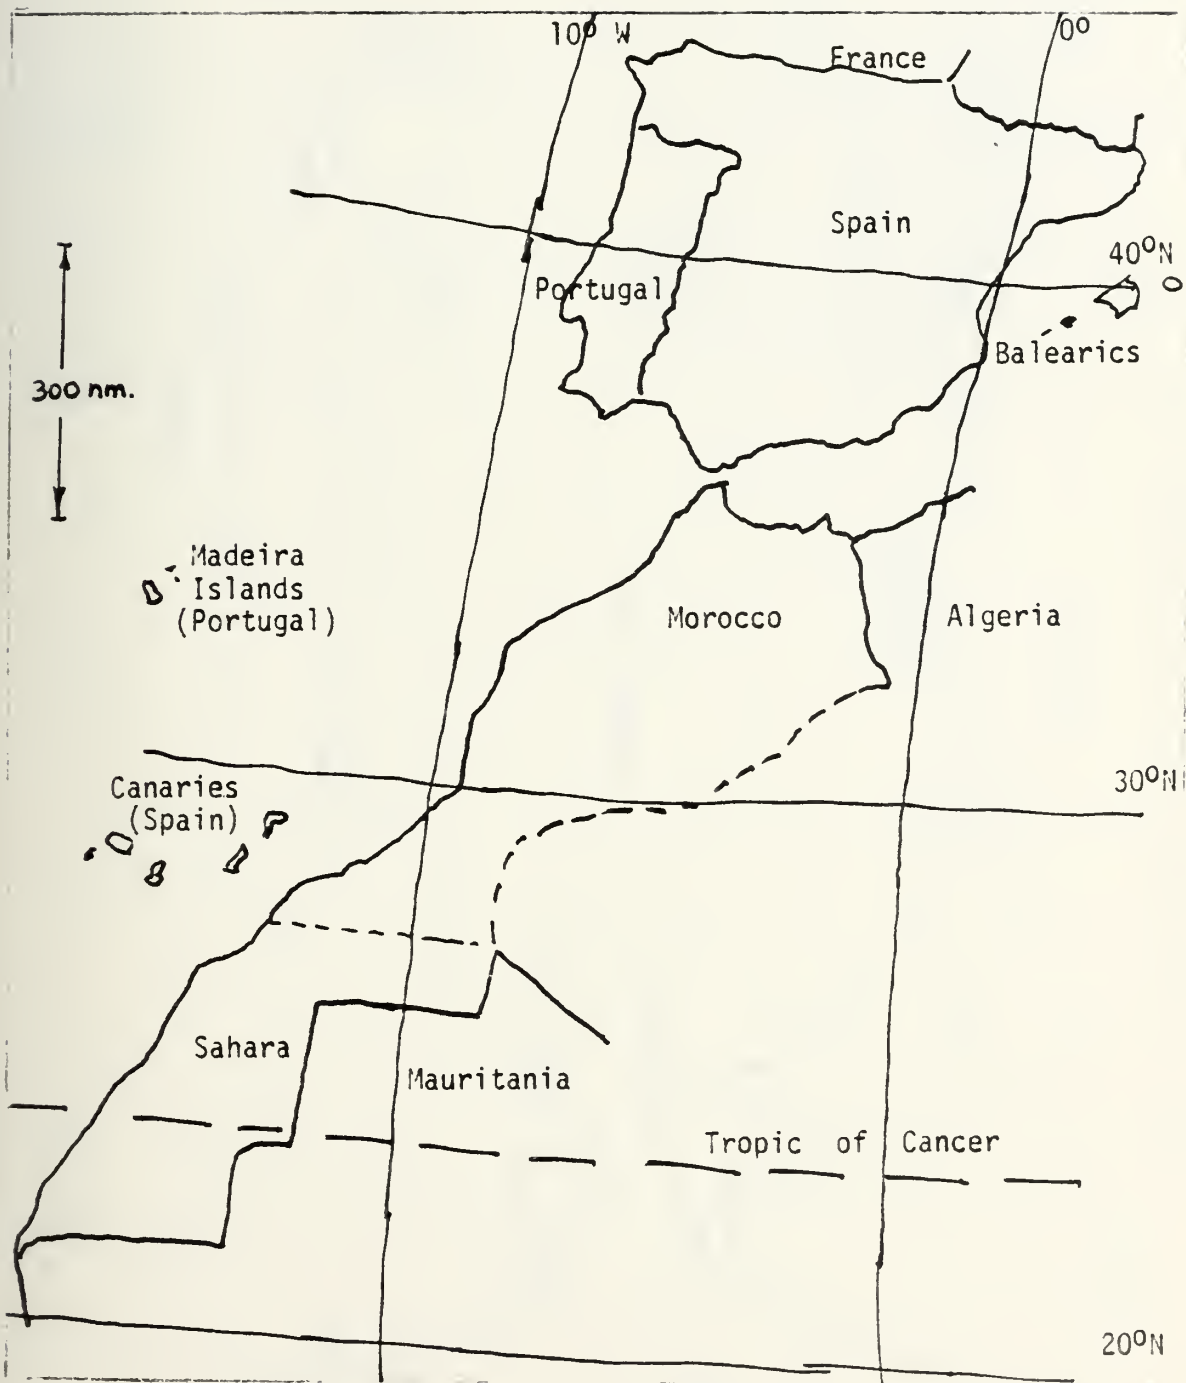 10° W
0°
France
Spain
40°N
Portugal
Balearics
300 nm.
Madeira
Islands
(Portugal)
Morocco
Algeria
Canaries
(Spain)
30°N
Sahara
Mauritania
Tropic of Cancer
20°N